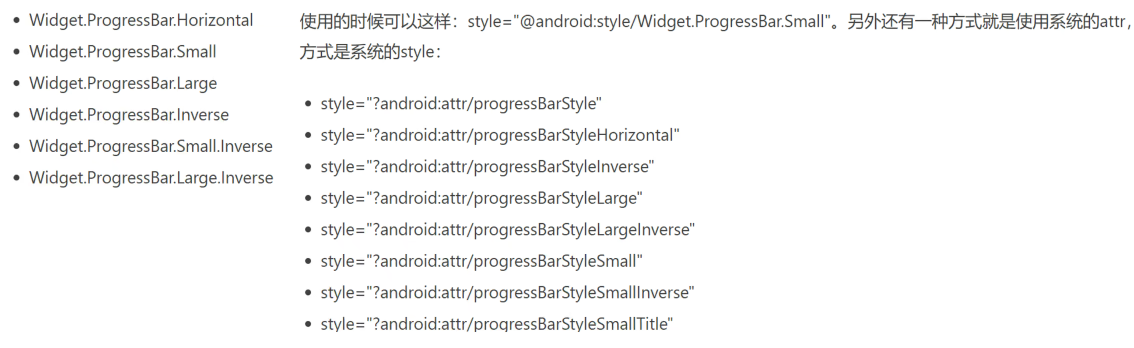 Widget.ProgressBar.Horizontal
Widget.ProgressBar.Small
Widget.ProgressBar.Large
Widget.ProgressBar.Inverse
Widget.ProgressBar.Small.Inverse
Widget.ProgressBar.Large.Inverse
使用的时候可以这样：style="@android:style/Widget.ProgressBar.Small"。另外还有一种方式就是使用系统的attr，
方式是系统的style：
style="?android:attr/progressBarStyle"
style="?android:attr/progressBarStyleHorizontal"
style="?android:attr/progressBarStyleInverse"
style="?android:attr/progressBarStyleLarge"
style="?android:attr/progressBarStyleLargeInverse"
style="?android:attr/progressBarStyleSmall"
style="?android:attr/progressBarStyleSmallInverse"
style="?android:attr/progressBarStyleSmallTitle"